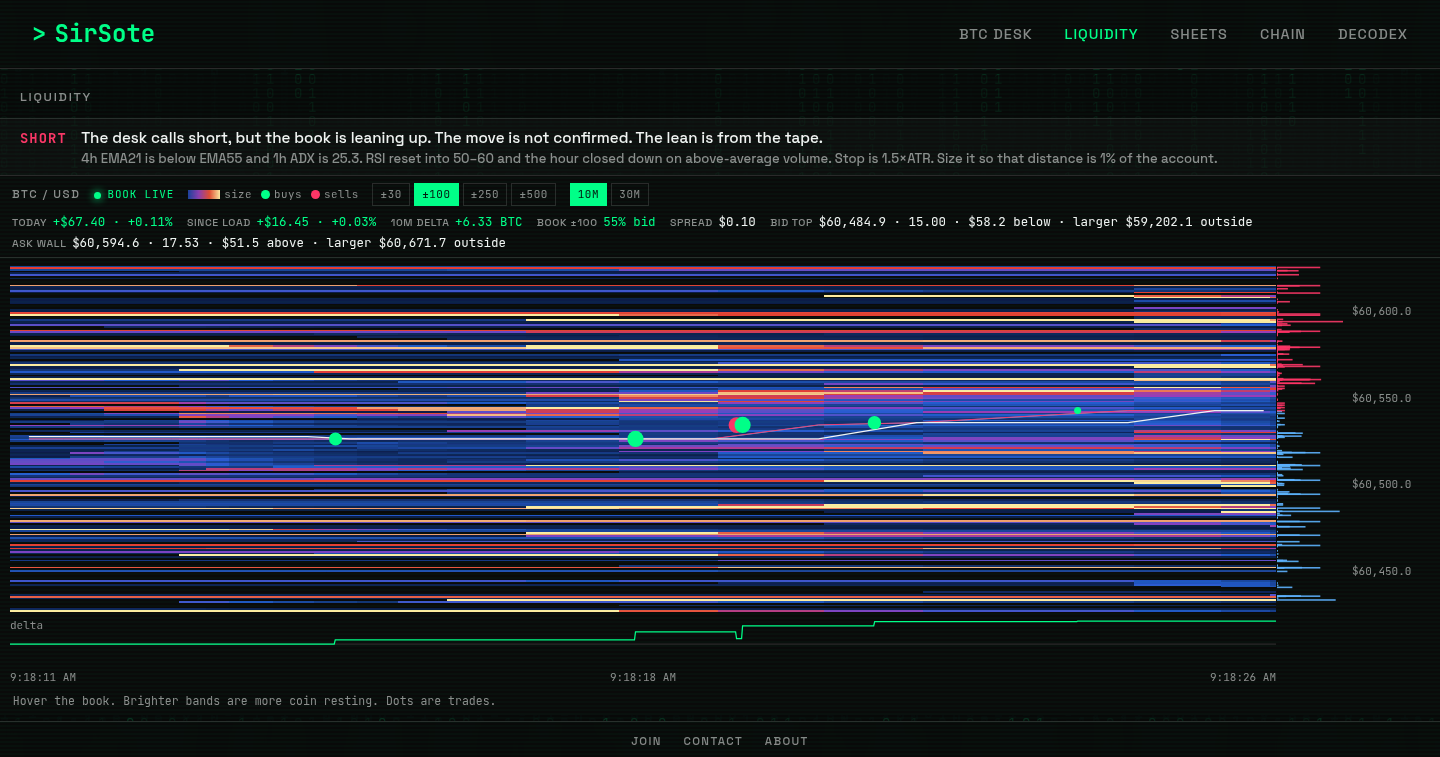 > SirSote
BTC DESK LIQUIDITY SHEETS CHAIN DECODEX
LIQUIDITY
SHORT The desk calls short, but the book is leaning up. The move is not confirmed. The lean is from the tape.
4h EMA21 is below EMA55 and 1h ADX is 25.3. RSI reset into 50–60 and the hour closed down on above-average volume. Stop is 1.5×ATR. Size it so that distance is 1% of the account.
BTC / USD BOOK LIVE size buys sells ±30 ±100 ±250 ±500 10M 30M
TODAY +$67.40 · +0.11% SINCE LOAD +$16.45 · +0.03% 10M DELTA +6.33 BTC BOOK ±100 55% bid SPREAD $0.10 BID TOP $60,484.9 · 15.00 · $58.2 below · larger $59,202.1 outside
ASK WALL $60,594.6 · 17.53 · $51.5 above · larger $60,671.7 outside
$60,600.0
$60,550.0
$60,500.0
$60,450.0
delta
9:18:11 AM 9:18:18 AM 9:18:26 AM
Hover the book. Brighter bands are more coin resting. Dots are trades.
JOIN CONTACT ABOUT